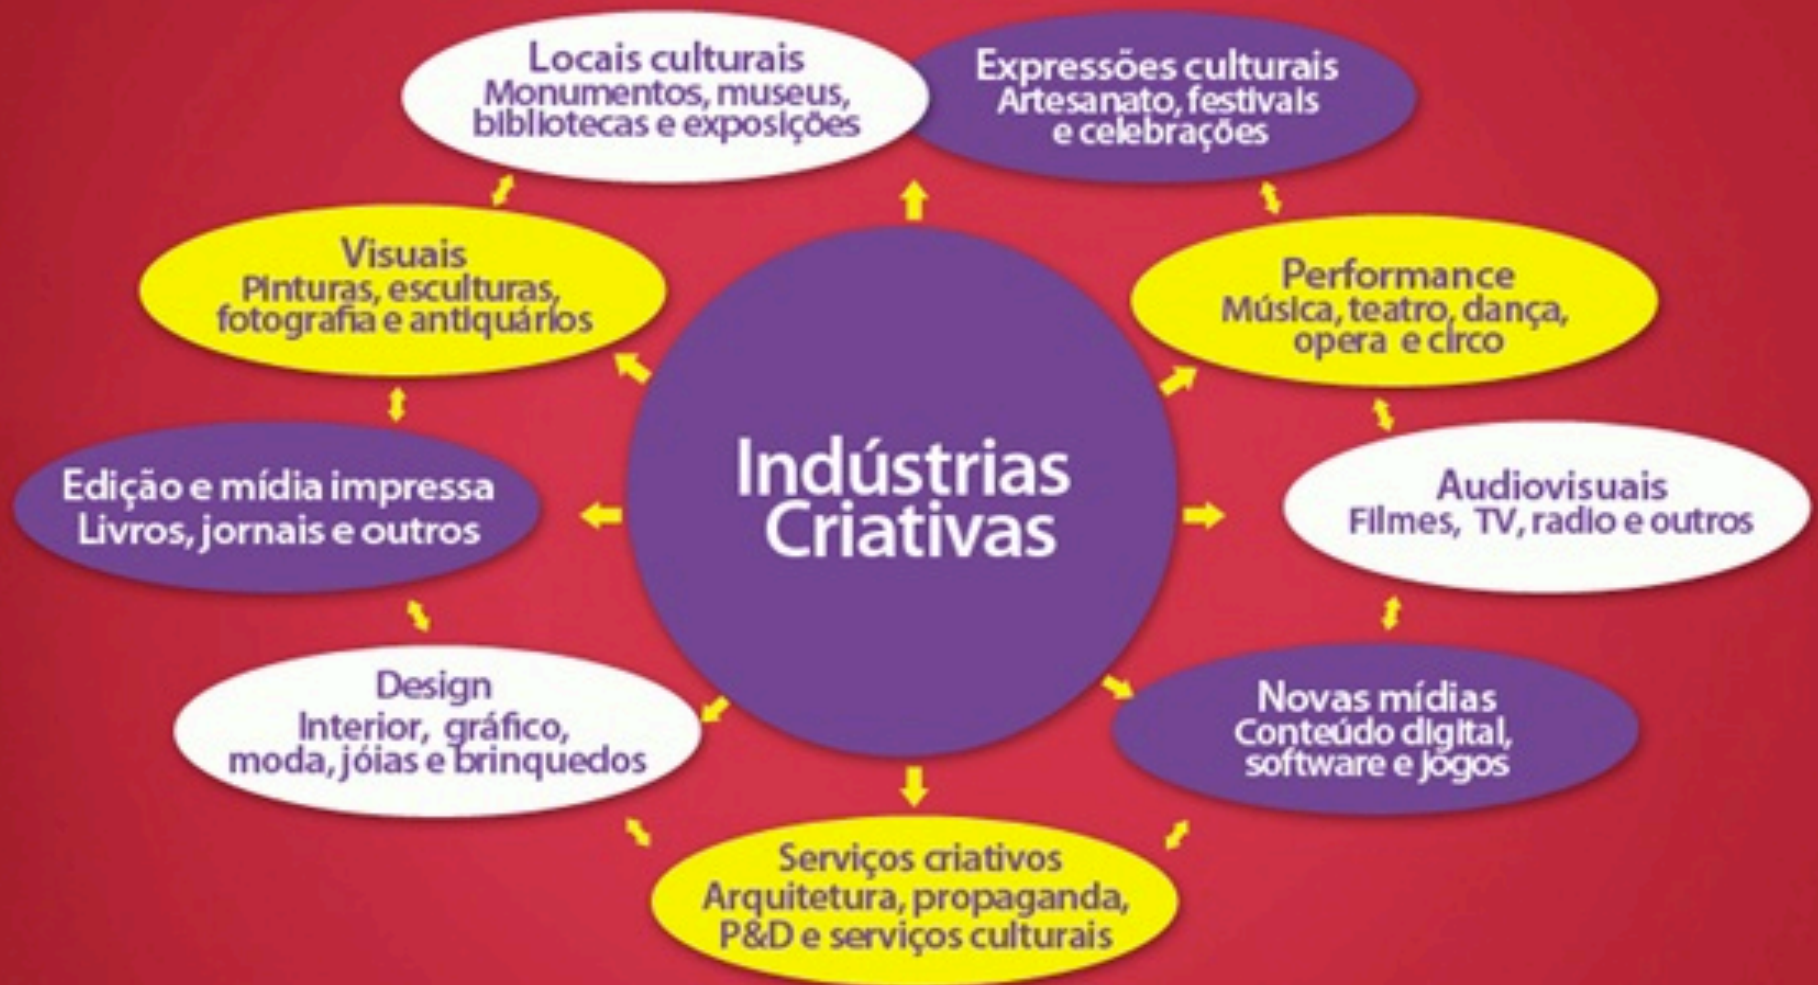 Locais culturais
Monumentos, museus,
bibliotecas e exposições
Expressões culturais
Artesanato, festivais
e celebrações
Visuais
Pinturas, esculturas,
fotografia e antiquários
Performance
Música, teatro, dança,
opera e circo
Edição e mídia impressa
Livros, jornais e outros
Indústrias
Criativas
Audiovisuais
Filmes, TV, radio e outros
Design
Interior, gráfico,
moda, jóias e brinquedos
Novas mídias
Conteúdo digital,
software e jogos
Serviços criativos
Arquitetura, propaganda,
P&D e serviços culturais